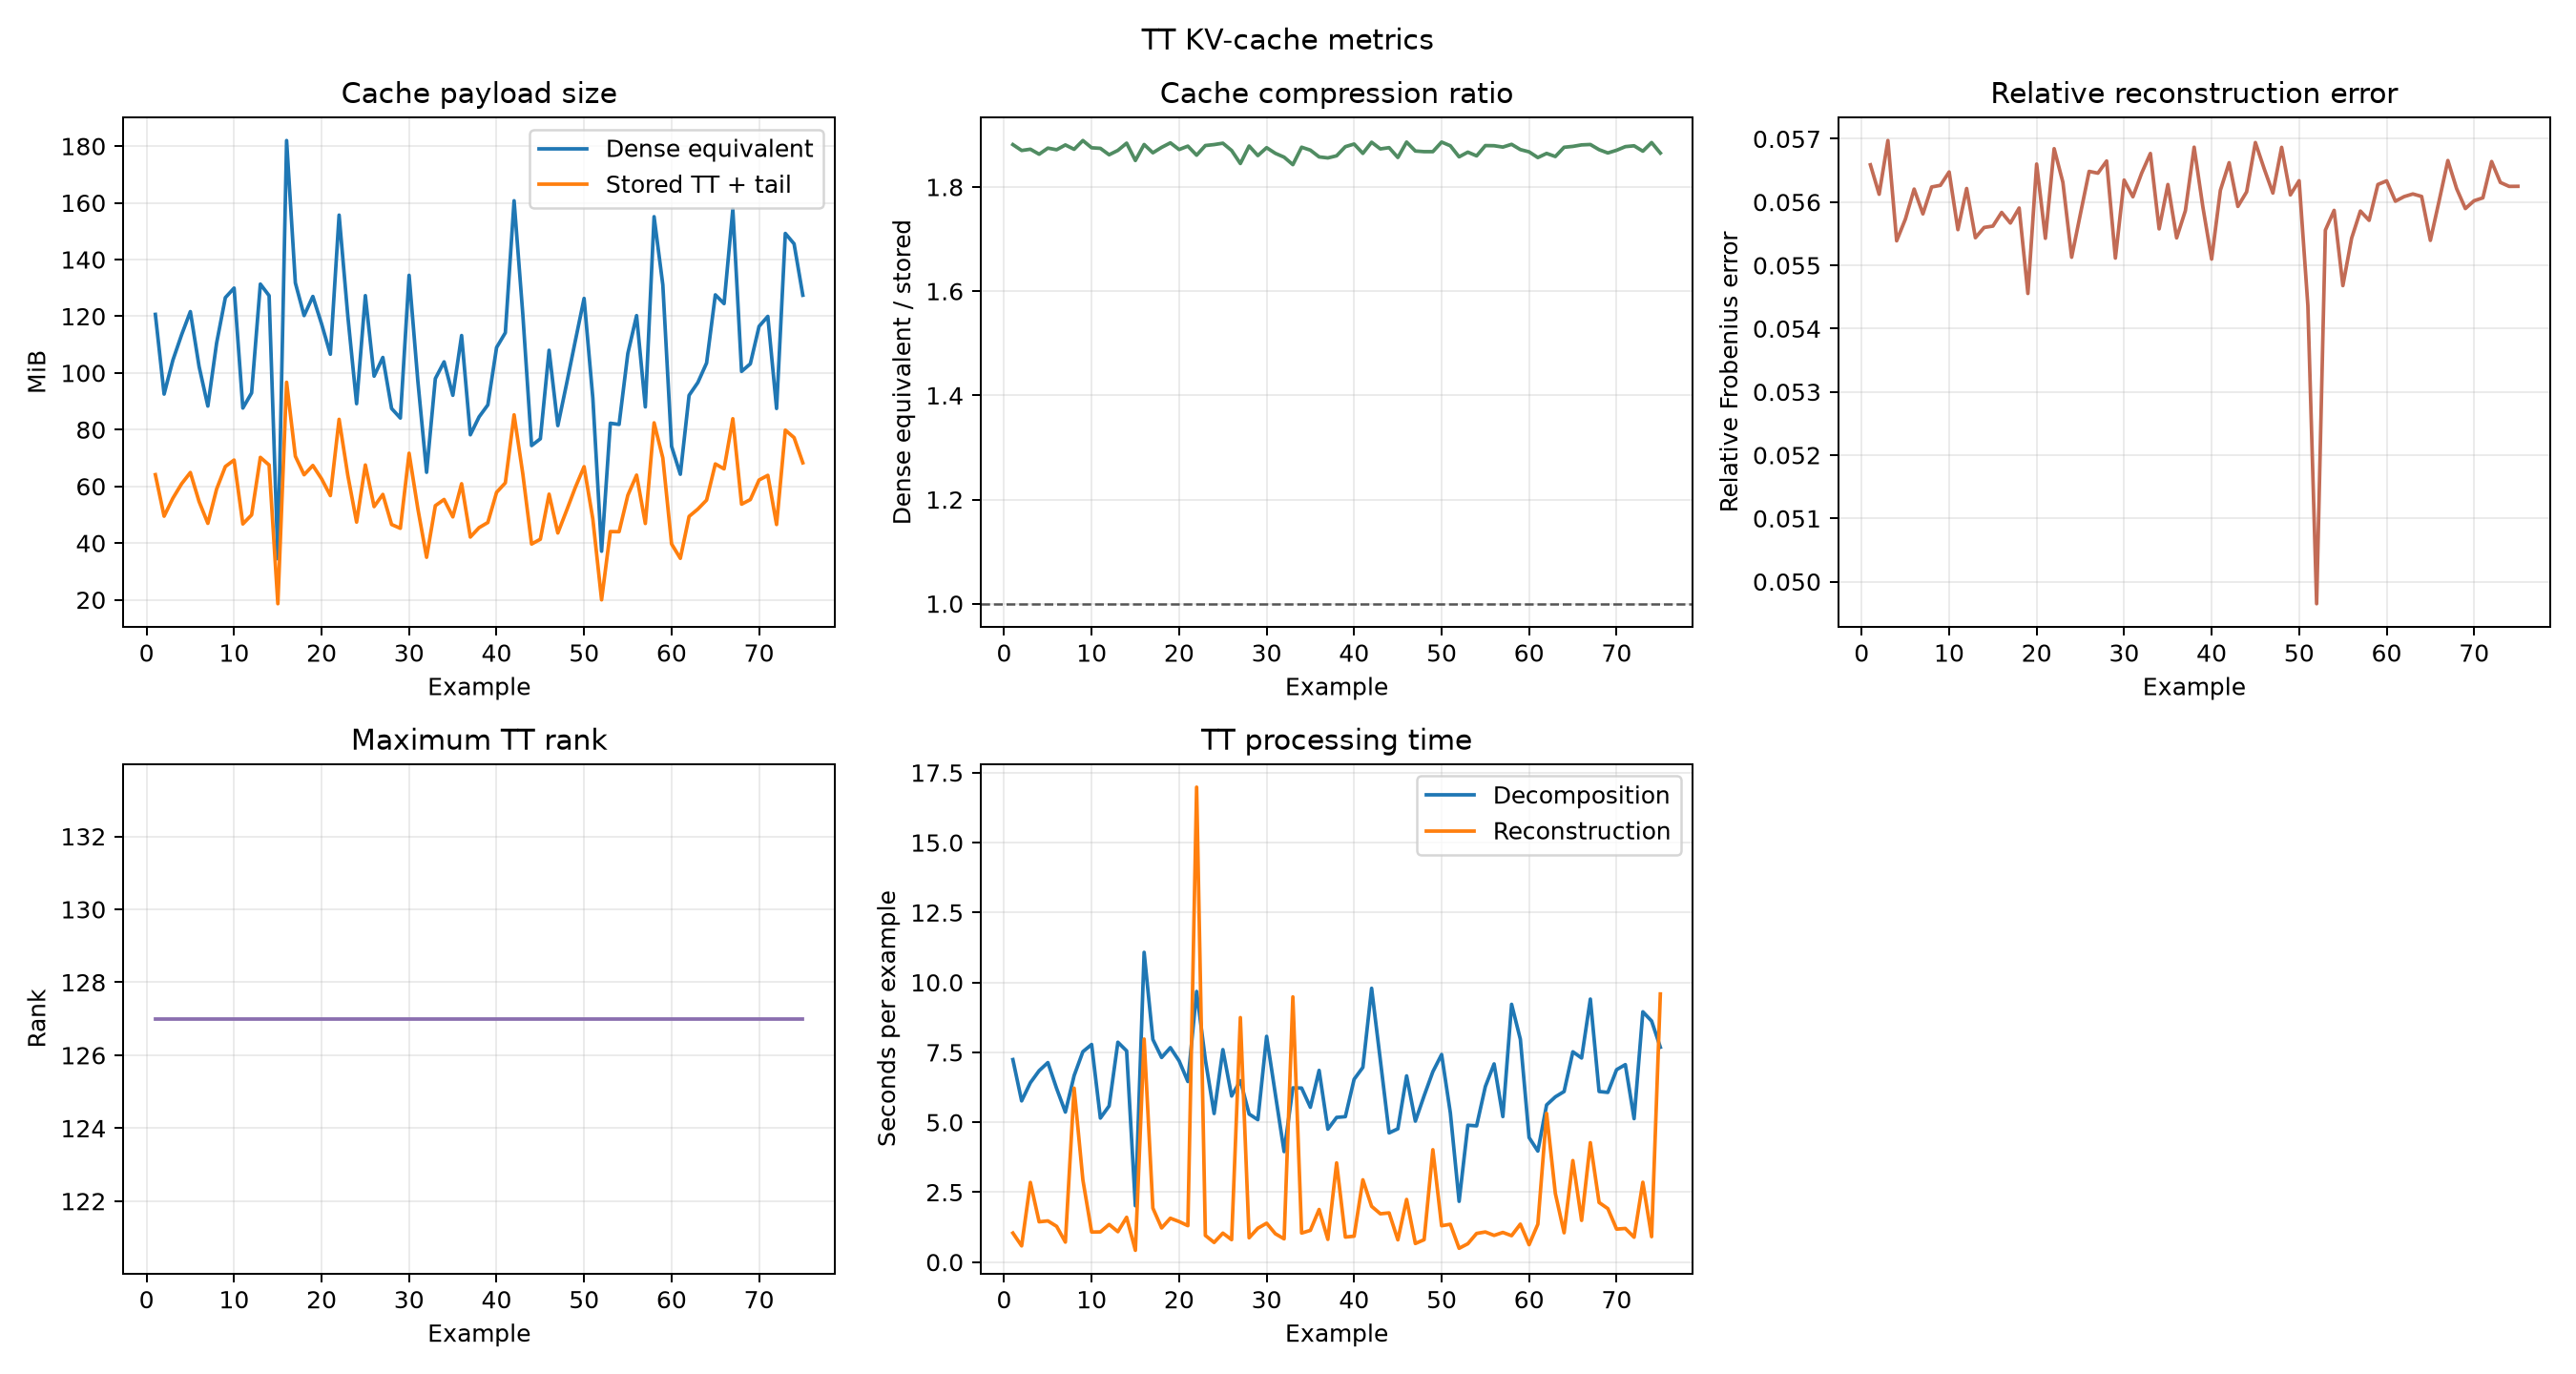 TT KV-cache metrics
Cache payload size
180
160
140
120
100
80
60
40
20
MiB
Dense equivalent
Stored TT + tail
0 10 20 30 40 50 60 70
Example
Cache compression ratio
1.8
1.6
1.4
1.2
1.0
Dense equivalent / stored
0 10 20 30 40 50 60 70
Example
Relative reconstruction error
0.057
0.056
0.055
0.054
0.053
0.052
0.051
0.050
Relative Frobenius error
0 10 20 30 40 50 60 70
Example
Maximum TT rank
132
130
128
126
124
122
Rank
0 10 20 30 40 50 60 70
Example
TT processing time
17.5
15.0
12.5
10.0
7.5
5.0
2.5
0.0
Seconds per example
Decomposition
Reconstruction
0 10 20 30 40 50 60 70
Example